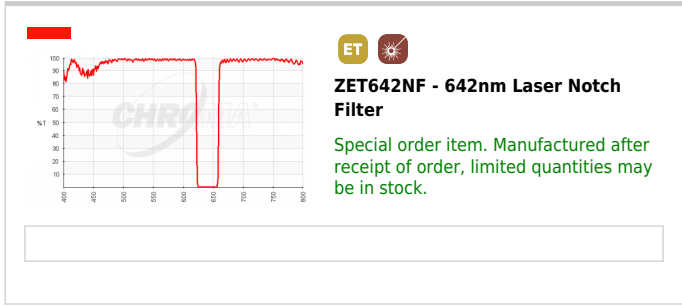 ET
ZET642NF - 642nm Laser Notch
Filter
Special order item. Manufactured after
receipt of order, limited quantities may
be in stock.
100
90
80
70
60
%T 50
40
30
20
10
CHROMA
400 450 500 550 600 650 700 750 800